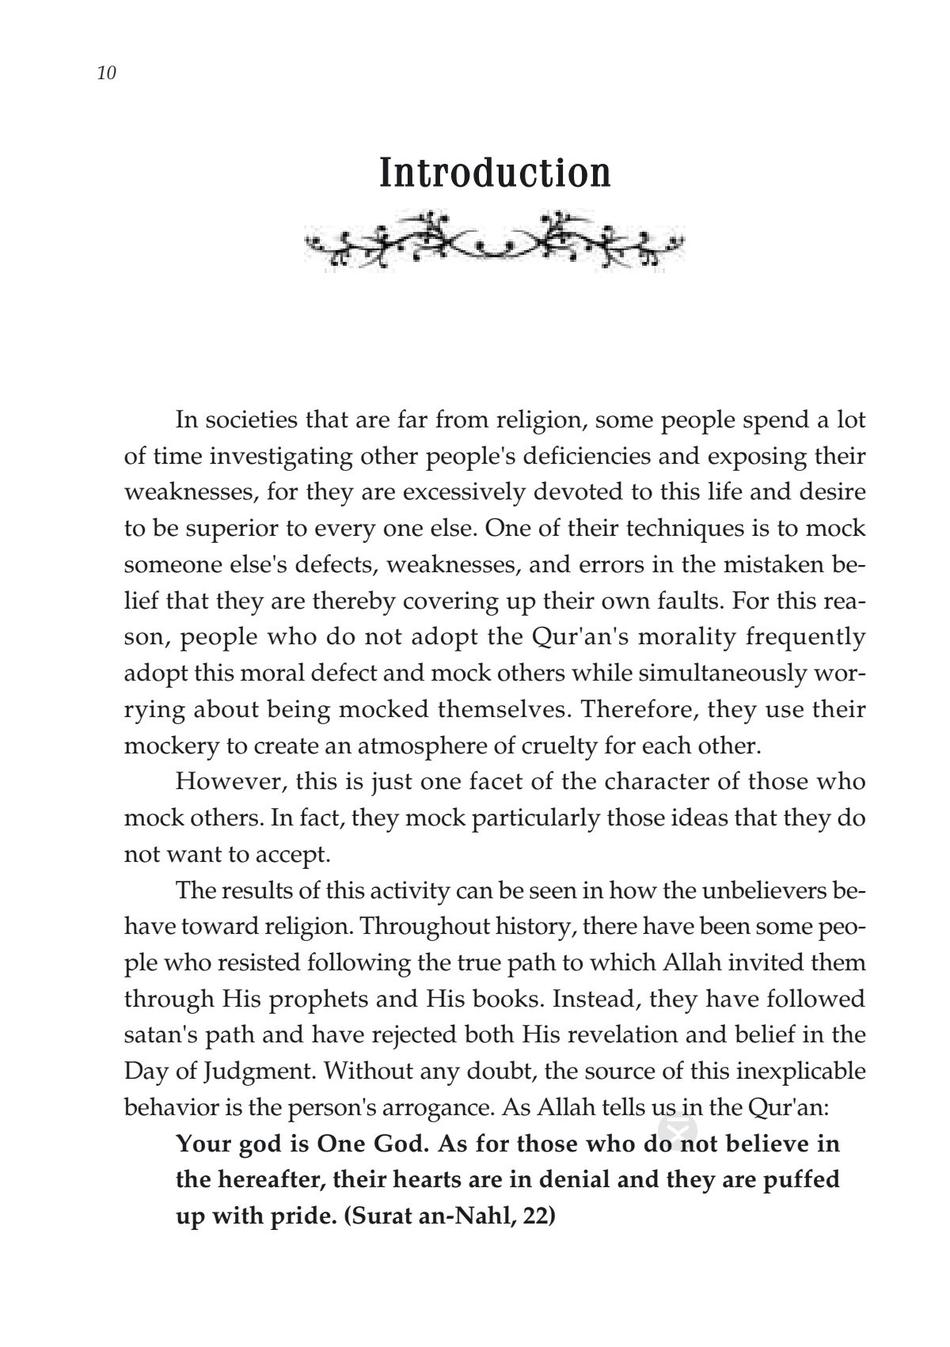 10
Introduction
In societies that are far from religion, some people spend a lot
of time investigating other people's deficiencies and exposing their
weaknesses, for they are excessively devoted to this life and desire
to be superior to every one else. One of their techniques is to mock
someone else's defects, weaknesses, and errors in the mistaken be-
lief that they are thereby covering up their own faults. For this rea-
son, people who do not adopt the Qur'an's morality frequently
adopt this moral defect and mock others while simultaneously wor-
rying about being mocked themselves. Therefore, they use their
mockery to create an atmosphere of cruelty for each other.
However, this is just one facet of the character of those who
mock others. In fact, they mock particularly those ideas that they do
not want to accept.
The results of this activity can be seen in how the unbelievers be-
have toward religion. Throughout history, there have been some peo-
ple who resisted following the true path to which Allah invited them
through His prophets and His books. Instead, they have followed
satan's path and have rejected both His revelation and belief in the
Day of Judgment. Without any doubt, the source of this inexplicable
behavior is the person's arrogance. As Allah tells us in the Qur'an:
Your god is One God. As for those who do not believe in
the hereafter, their hearts are in denial and they are puffed
up with pride. (Surat an-Nahl, 22)